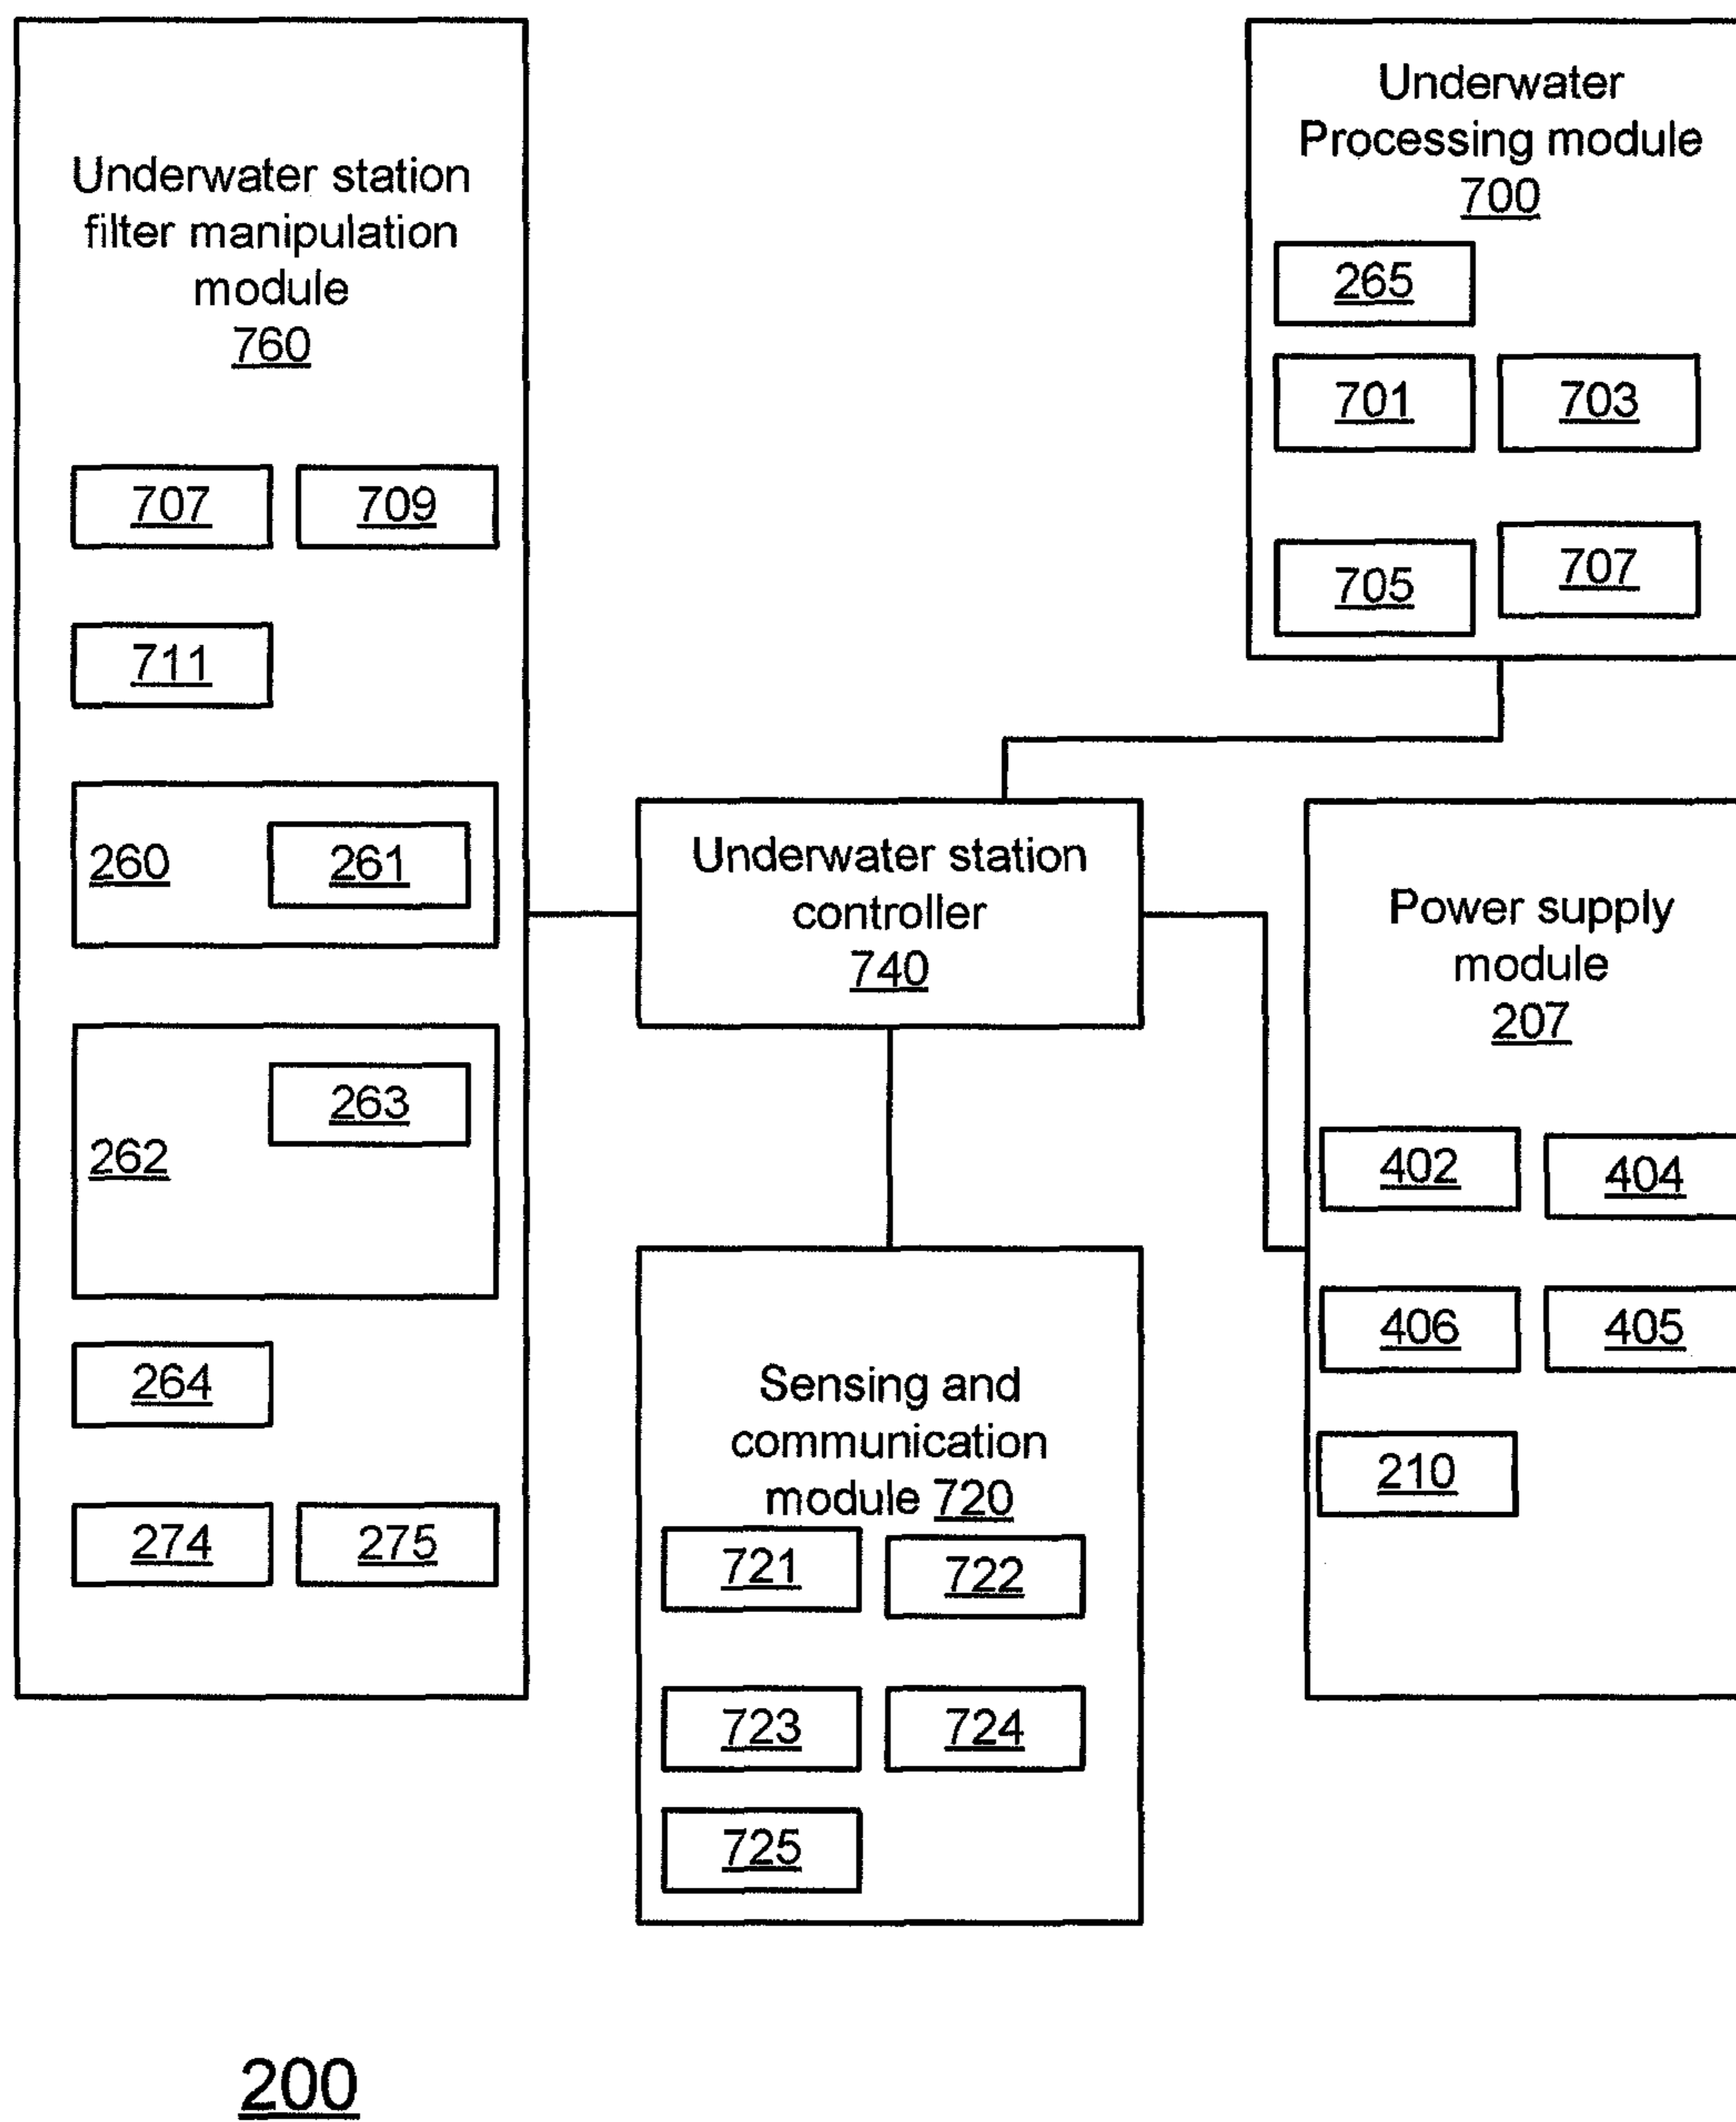 Underwater station
filter manipulation
module
760
707 709
711
260 261
263
262
264
274 275
Underwater
Processing module
700
265
701 703
705 707
Underwater station
controller
740
Power supply
module
207
402 404
406 405
210
Sensing and
communication
module 720
721 722
723 724
725
200